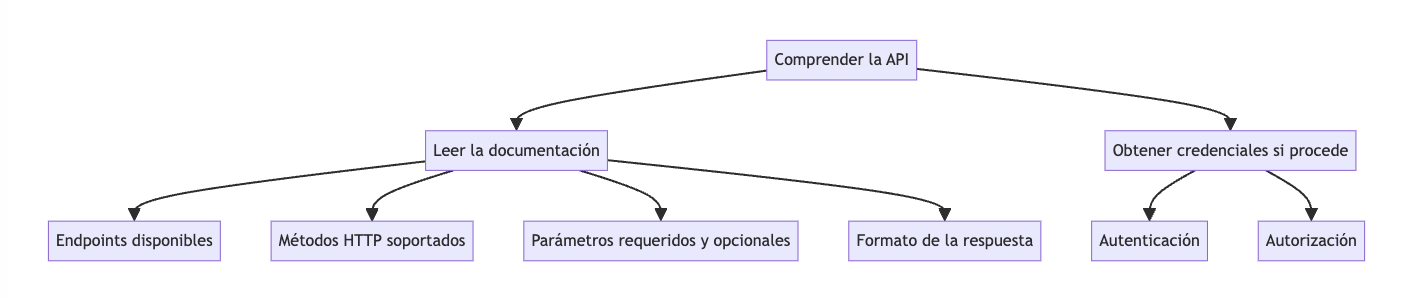 Comprender la API
Leer la documentación
Obtener credenciales si procede
Endpoints disponibles
Métodos HTTP soportados
Parámetros requeridos y opcionales
Formato de la respuesta
Autenticación
Autorización